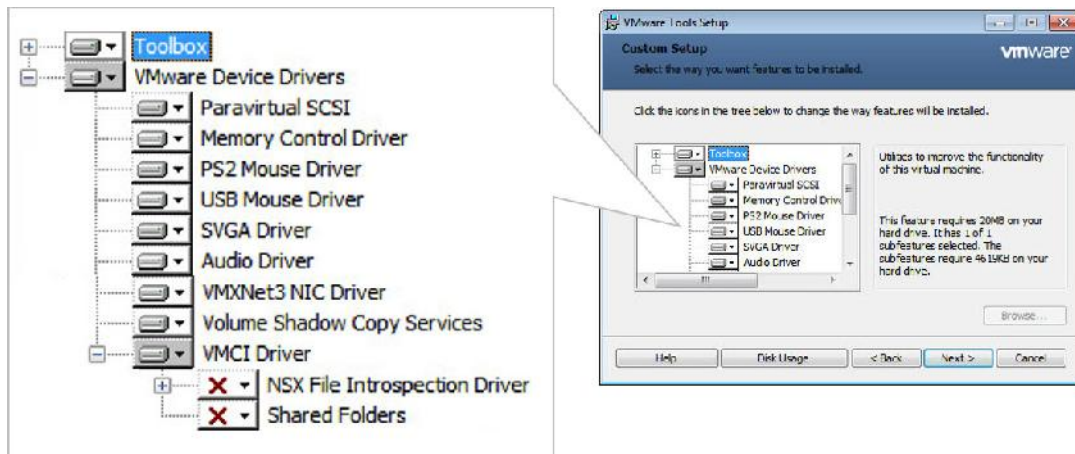 Toolbox
VMware Device Drivers
Paravirtual SCSI
Memory Control Driver
PS2 Mouse Driver
USB Mouse Driver
SVGA Driver
Audio Driver
VMXNet3 NIC Driver
Volume Shadow Copy Services
VMCI Driver
NSX File Introspection Driver
Shared Folders
VMware Tools Setup
Custom Setup
Select the way you want features to be installed.
vmware
Click the icons in the tree below to change the way features will be installed.
Toolbox
VMware Device Drivers
Paravirtual SCSI
Memory Control Drive
PS2 Mouse Driver
USB Mouse Driver
SVGA Driver
Audio Driver
Utilities to improve the functionality
of this virtual machine.
This feature requires 20MB on your
hard drive. It has 1 of 1
subfeatures selected. The
subfeatures require 4619KB on your
hard drive.
Browse...
Help
Disk Usage
< Back
Next >
Cancel